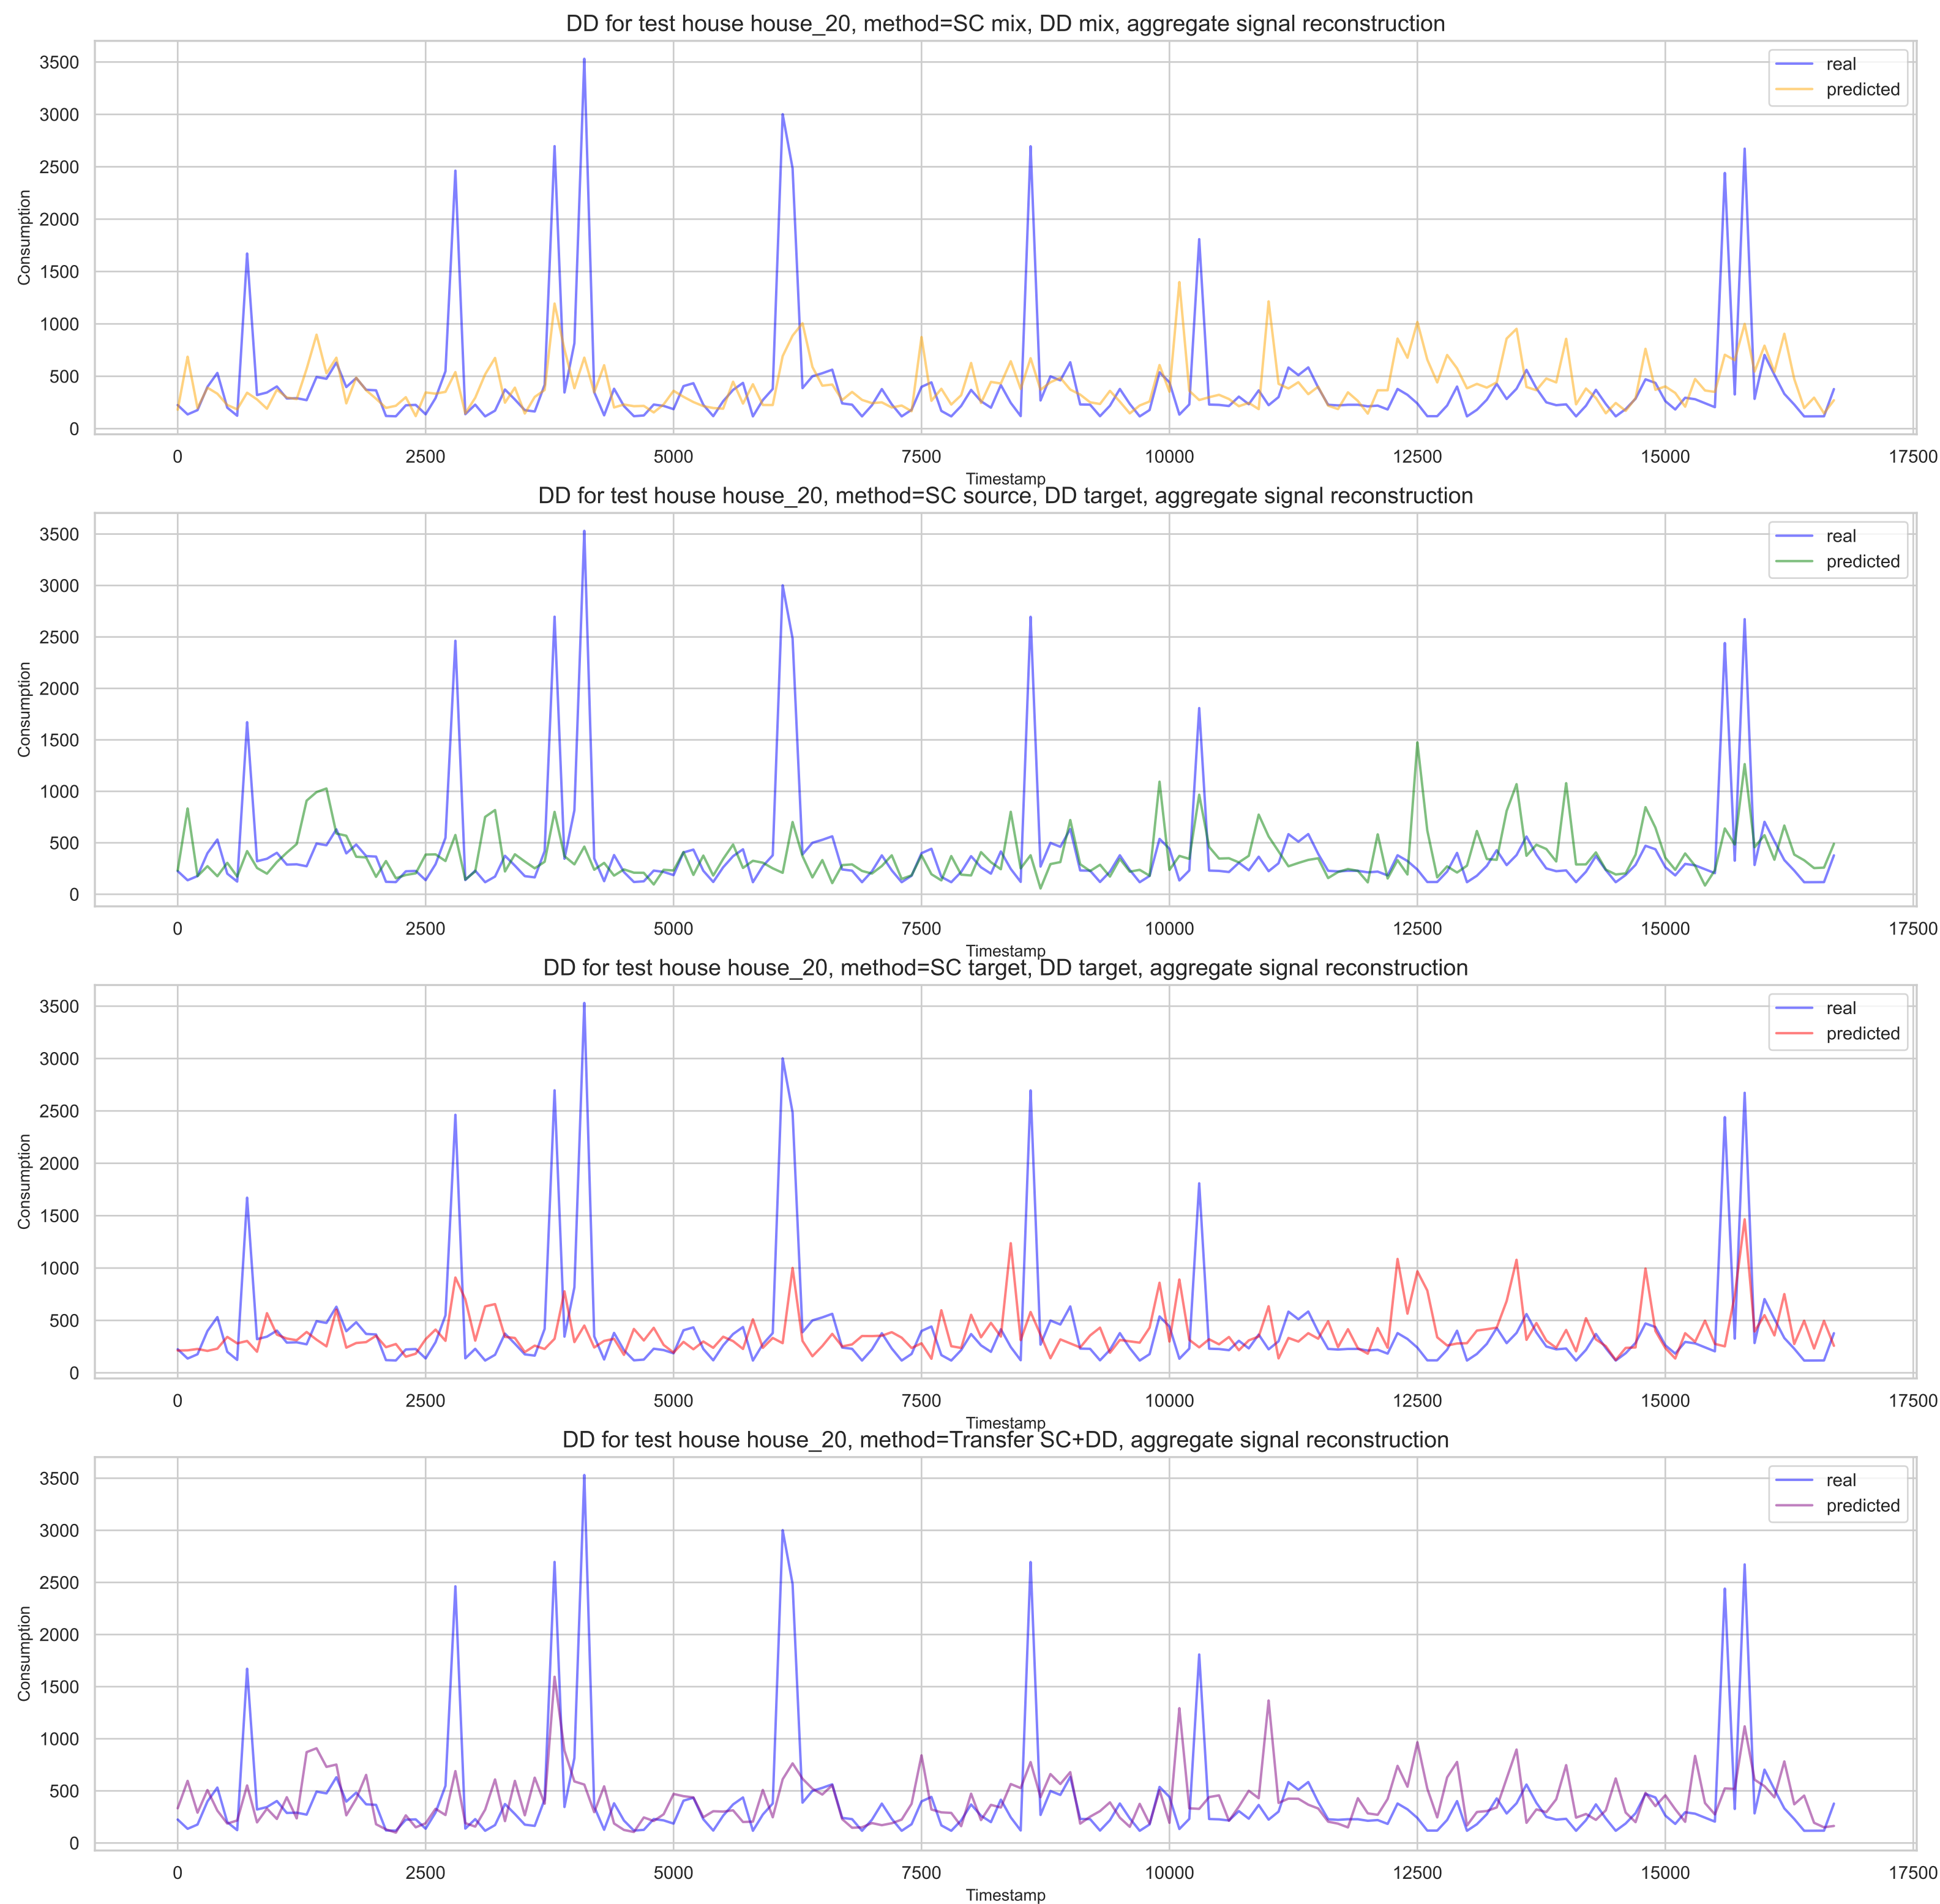 DD for test house house_20, method=SC mix, DD mix, aggregate signal reconstruction
real
predicted
Consumption
3500
3000
2500
2000
1500
1000
500
0
0 2500 5000 7500 10000 12500 15000 17500
Timestamp
DD for test house house_20, method=SC source, DD target, aggregate signal reconstruction
real
predicted
Consumption
3500
3000
2500
2000
1500
1000
500
0
0 2500 5000 7500 10000 12500 15000 17500
Timestamp
DD for test house house_20, method=SC target, DD target, aggregate signal reconstruction
real
predicted
Consumption
3500
3000
2500
2000
1500
1000
500
0
0 2500 5000 7500 10000 12500 15000 17500
Timestamp
DD for test house house_20, method=Transfer SC+DD, aggregate signal reconstruction
real
predicted
Consumption
3500
3000
2500
2000
1500
1000
500
0
0 2500 5000 7500 10000 12500 15000 17500
Timestamp